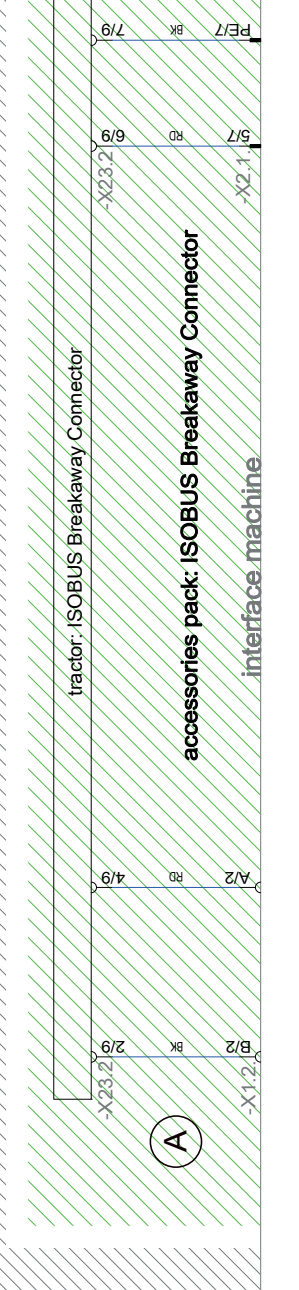 7/9 BK PE/7
6/9 RD 5/7
-X23.2 -X2.1.
tractor: ISOBUS Breakaway Connector
accessories pack: ISOBUS Breakaway Connector
interface machine
4/9 RD A/2
2/9 BK B/2
-X23.2 -X1.2.
A